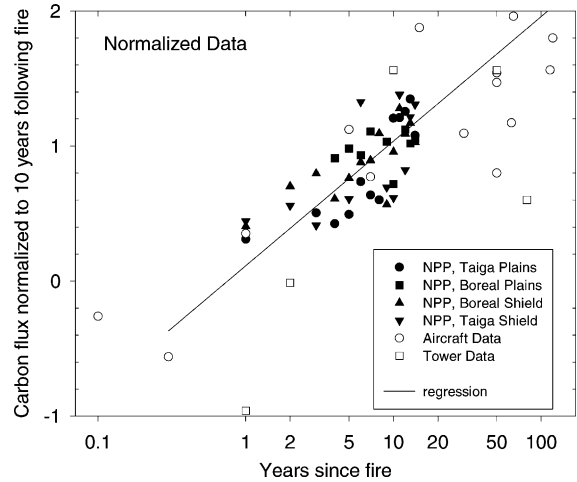 Normalized Data
Carbon flux normalized to 10 years following fire
2
1
0
-1
NPP, Taiga Plains
NPP, Boreal Plains
NPP, Boreal Shield
NPP, Taiga Shield
Aircraft Data
Tower Data
regression
0.1 1 2 5 10 20 50 100
Years since fire